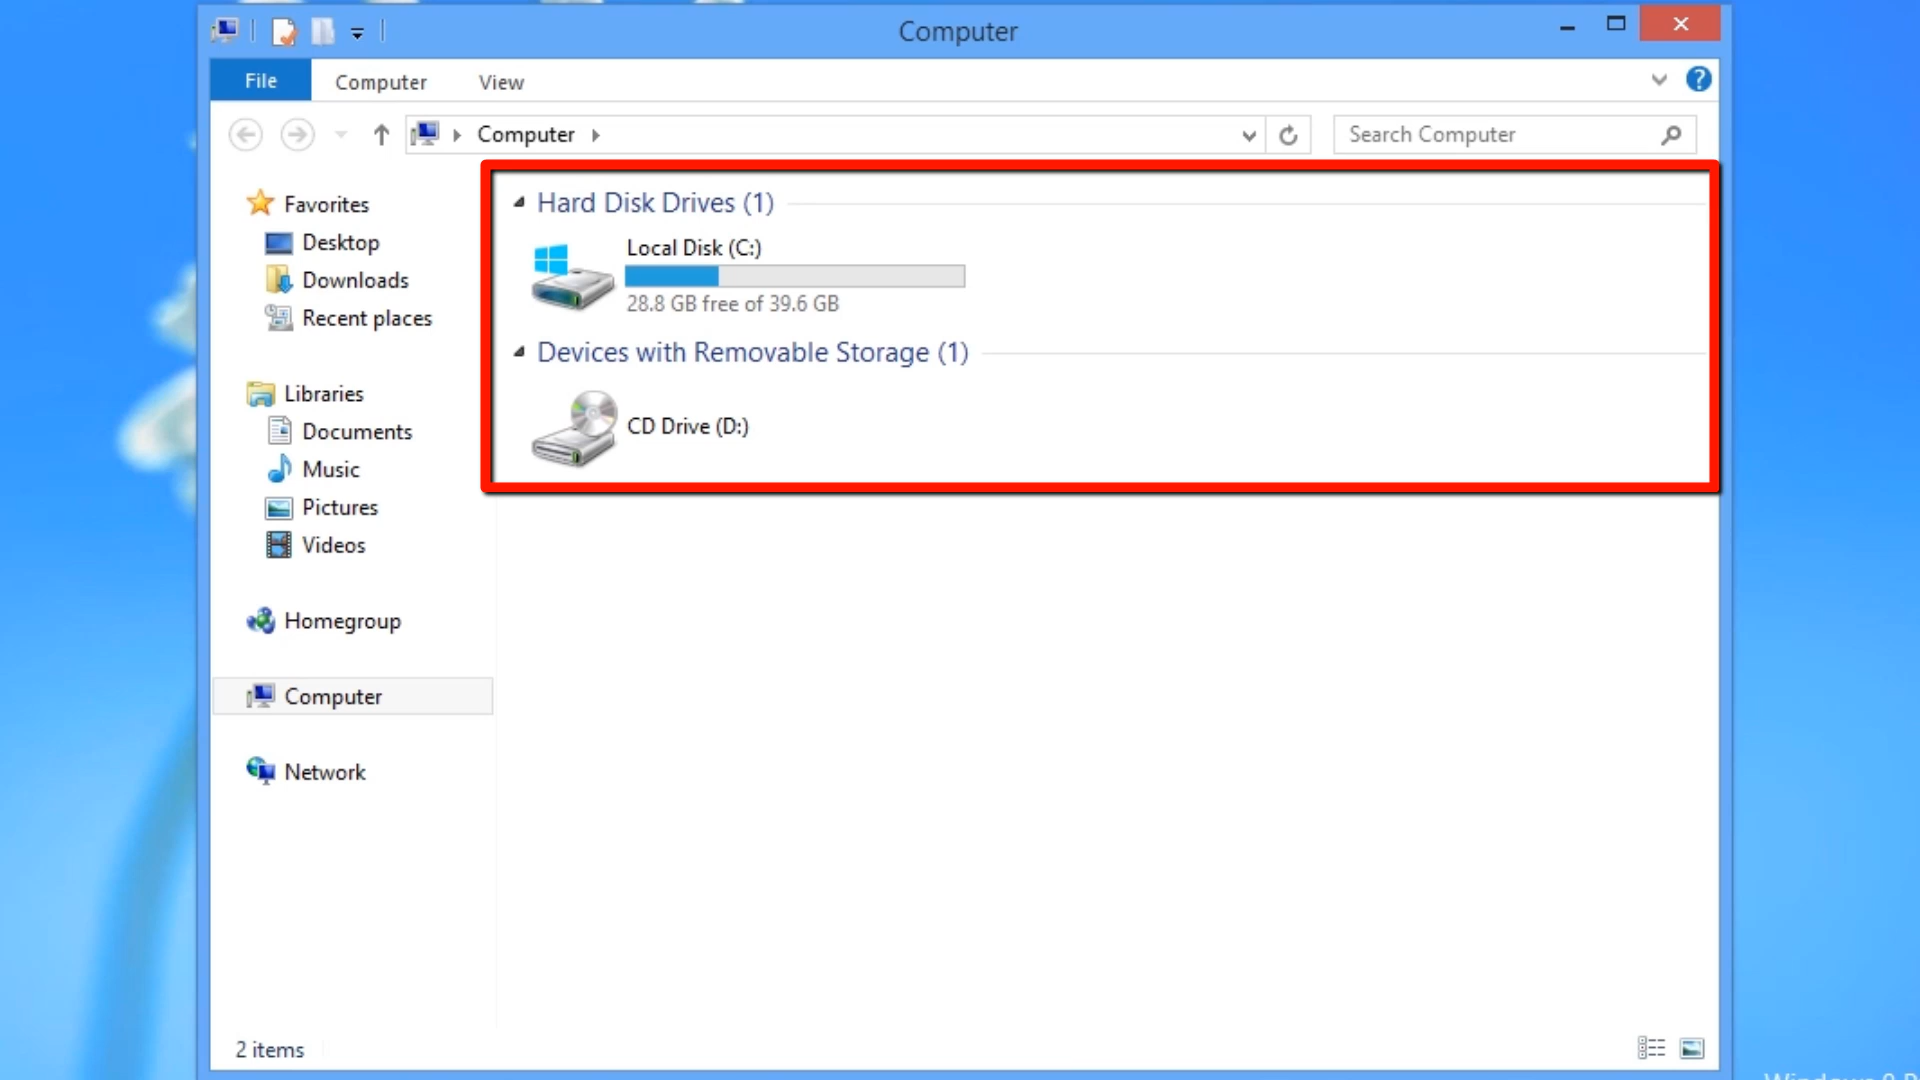 Computer
File Computer View
Computer
Search Computer
Favorites
Desktop
Downloads
Recent places
Libraries
Documents
Music
Pictures
Videos
Homegroup
Computer
Network
Hard Disk Drives (1)
Local Disk (C:)
28.8 GB free of 39.6 GB
Devices with Removable Storage (1)
CD Drive (D:)
2 items